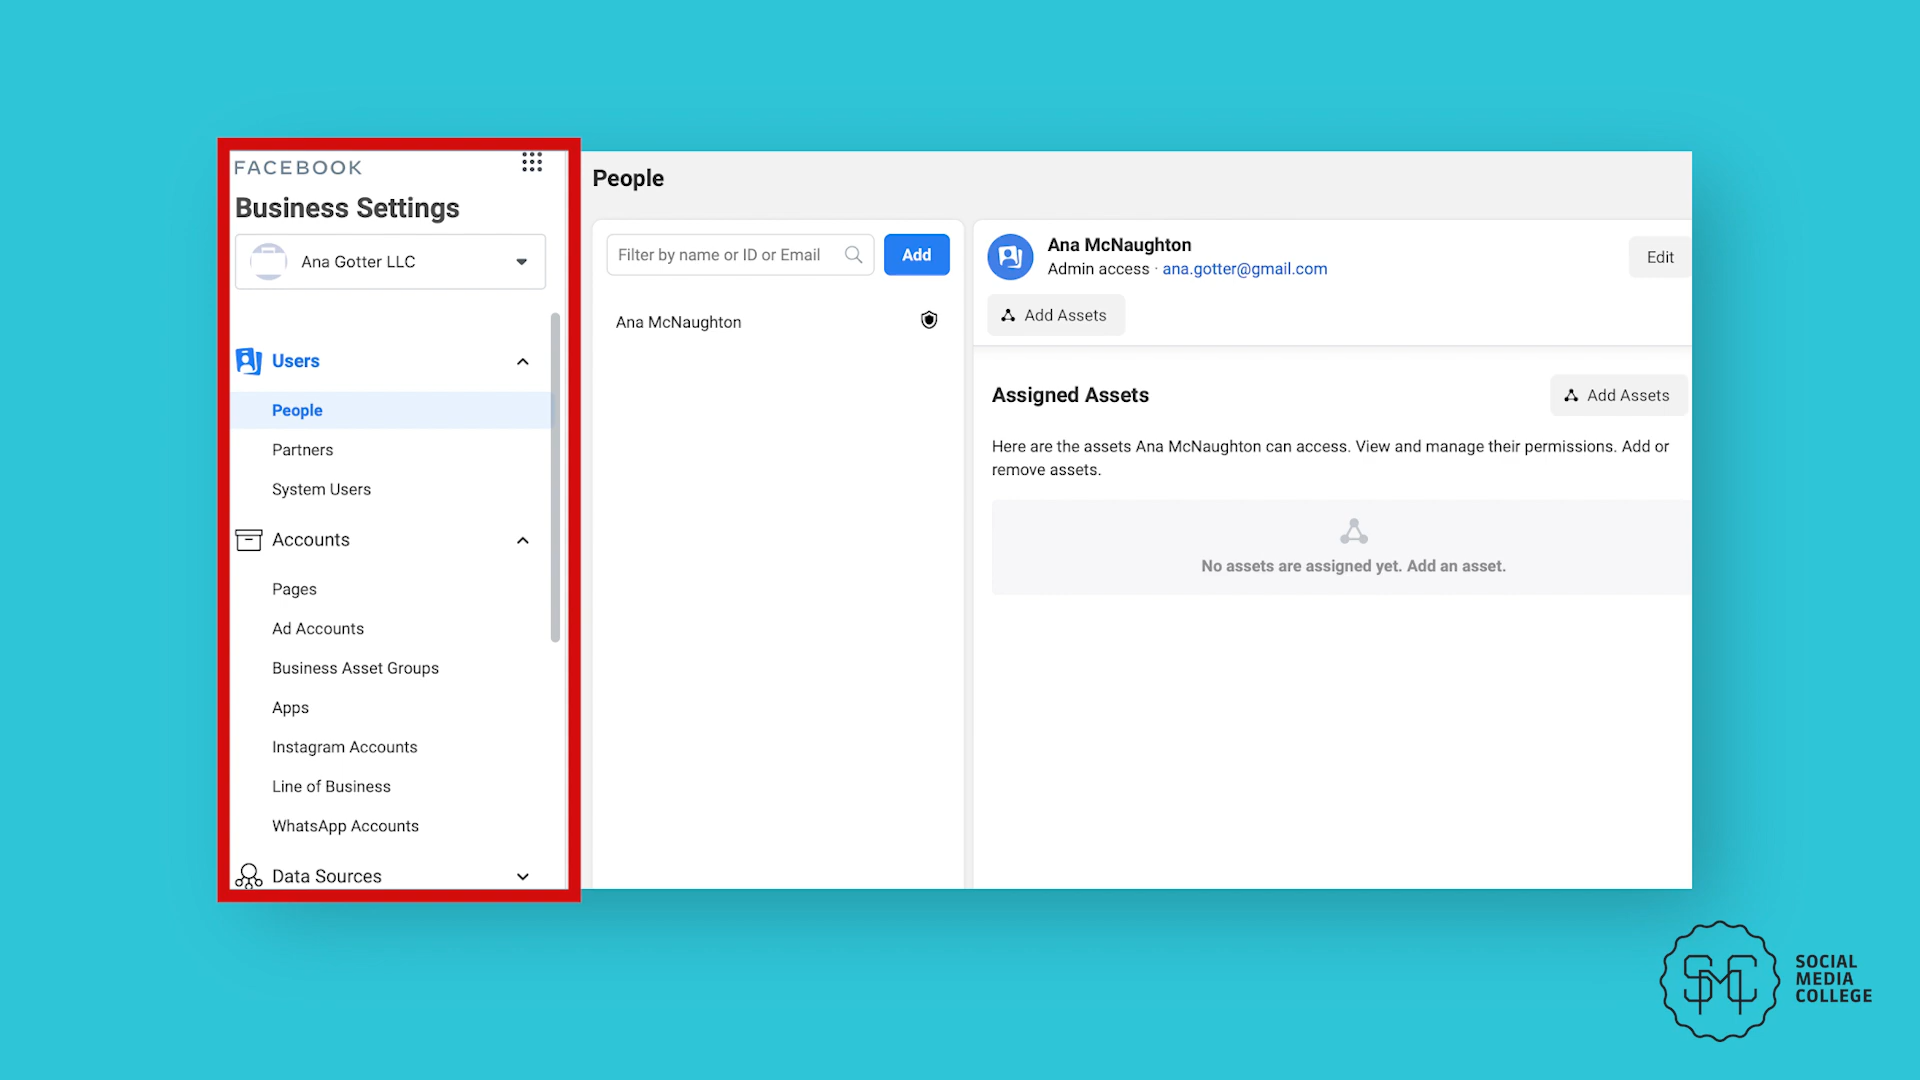 FACEBOOK
Business Settings
Ana Gotter LLC
Users
People
Partners
System Users
Accounts
Pages
Ad Accounts
Business Asset Groups
Apps
Instagram Accounts
Line of Business
WhatsApp Accounts
Data Sources
People
Filter by name or ID or Email
Add
Ana McNaughton
Ana McNaughton
Admin access · ana.gotter@gmail.com
Edit
Add Assets
Assigned Assets
Add Assets
Here are the assets Ana McNaughton can access. View and manage their permissions. Add or
remove assets.
No assets are assigned yet. Add an asset.
SMC
SOCIAL
MEDIA
COLLEGE